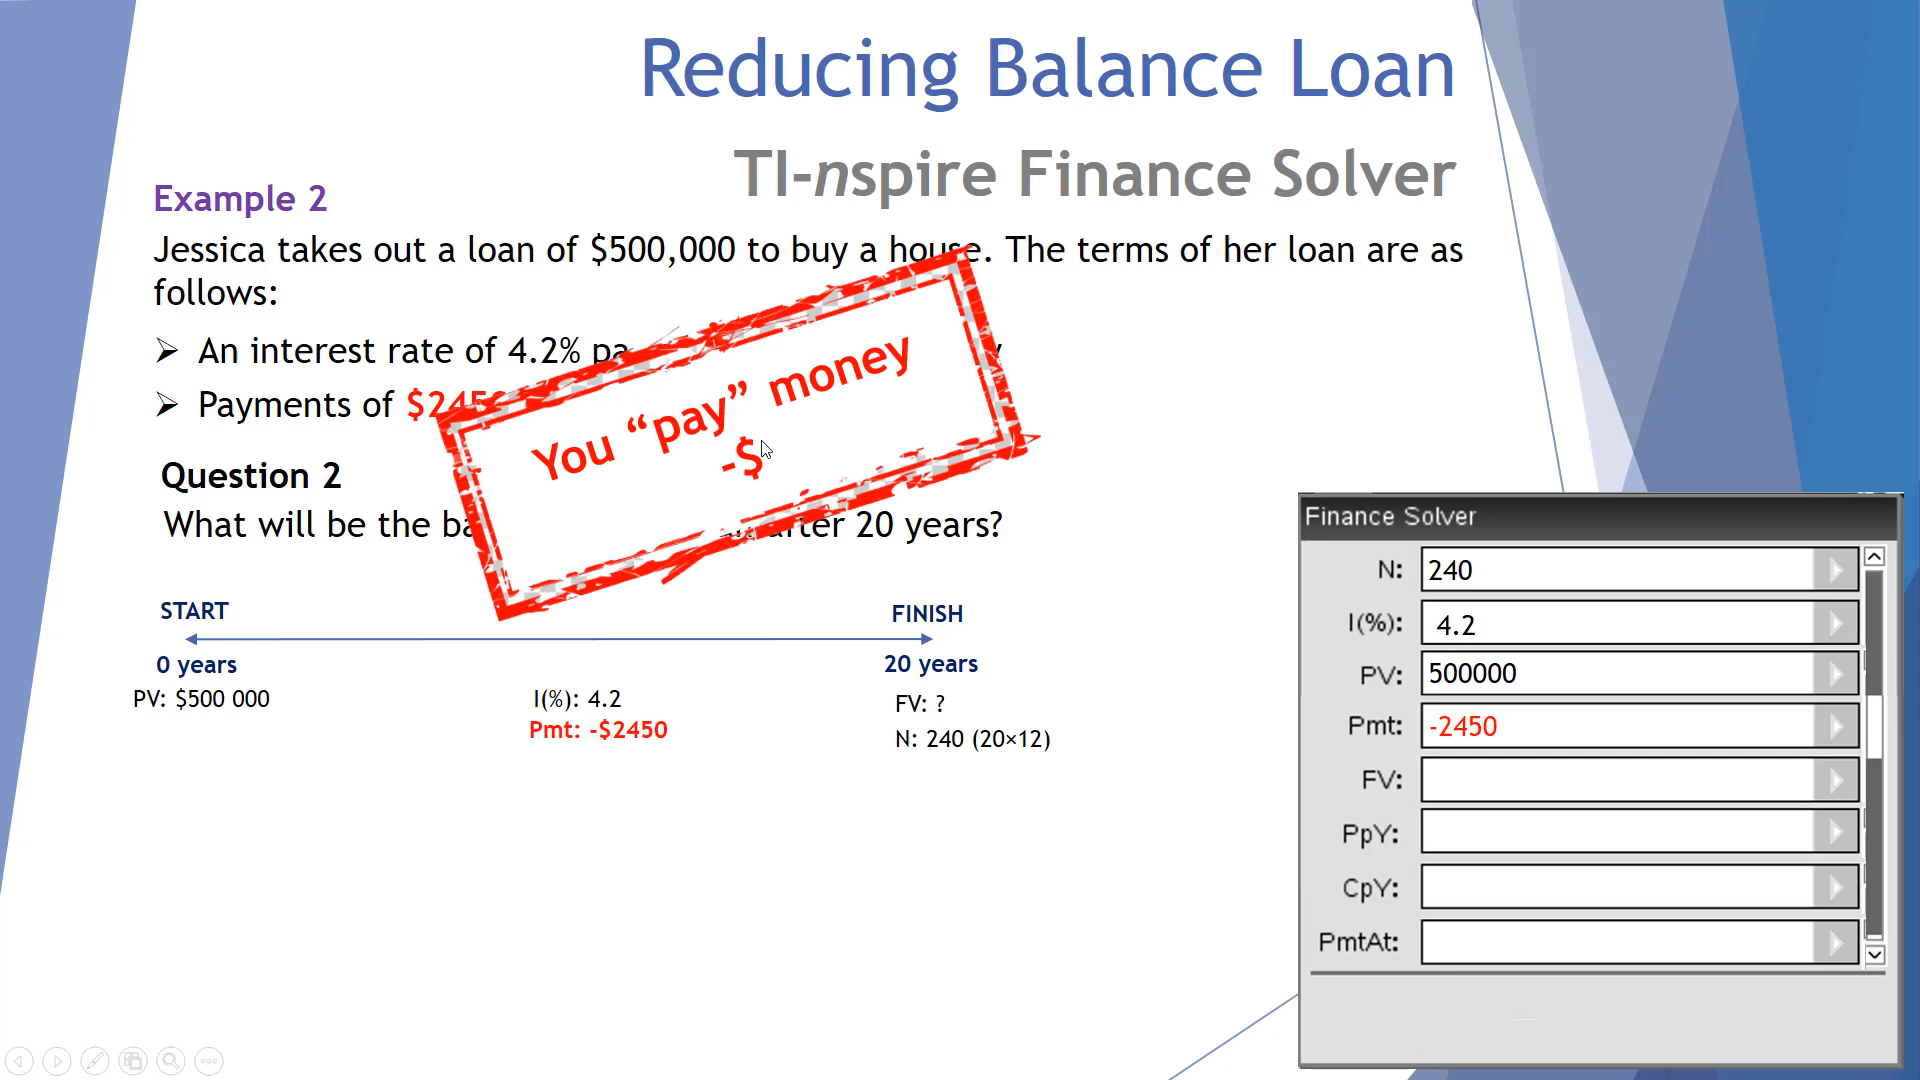 Reducing Balance Loan
TI-nspire Finance Solver
Example 2
Jessica takes out a loan of $500,000 to buy a house. The terms of her loan are as
follows:
➢ An interest rate of 4.2%
➢ Payments of $2450
You “pay” money
-$
Question 2
What will be the after 20 years?
START
FINISH
0 years
20 years
PV: $500 000
I(%): 4.2
FV: ?
Pmt: -$2450
N: 240 (20×12)
Finance Solver
N: 240
I(%): 4.2
PV: 500000
Pmt: -2450
FV:
PpY:
CpY:
PmtAt: